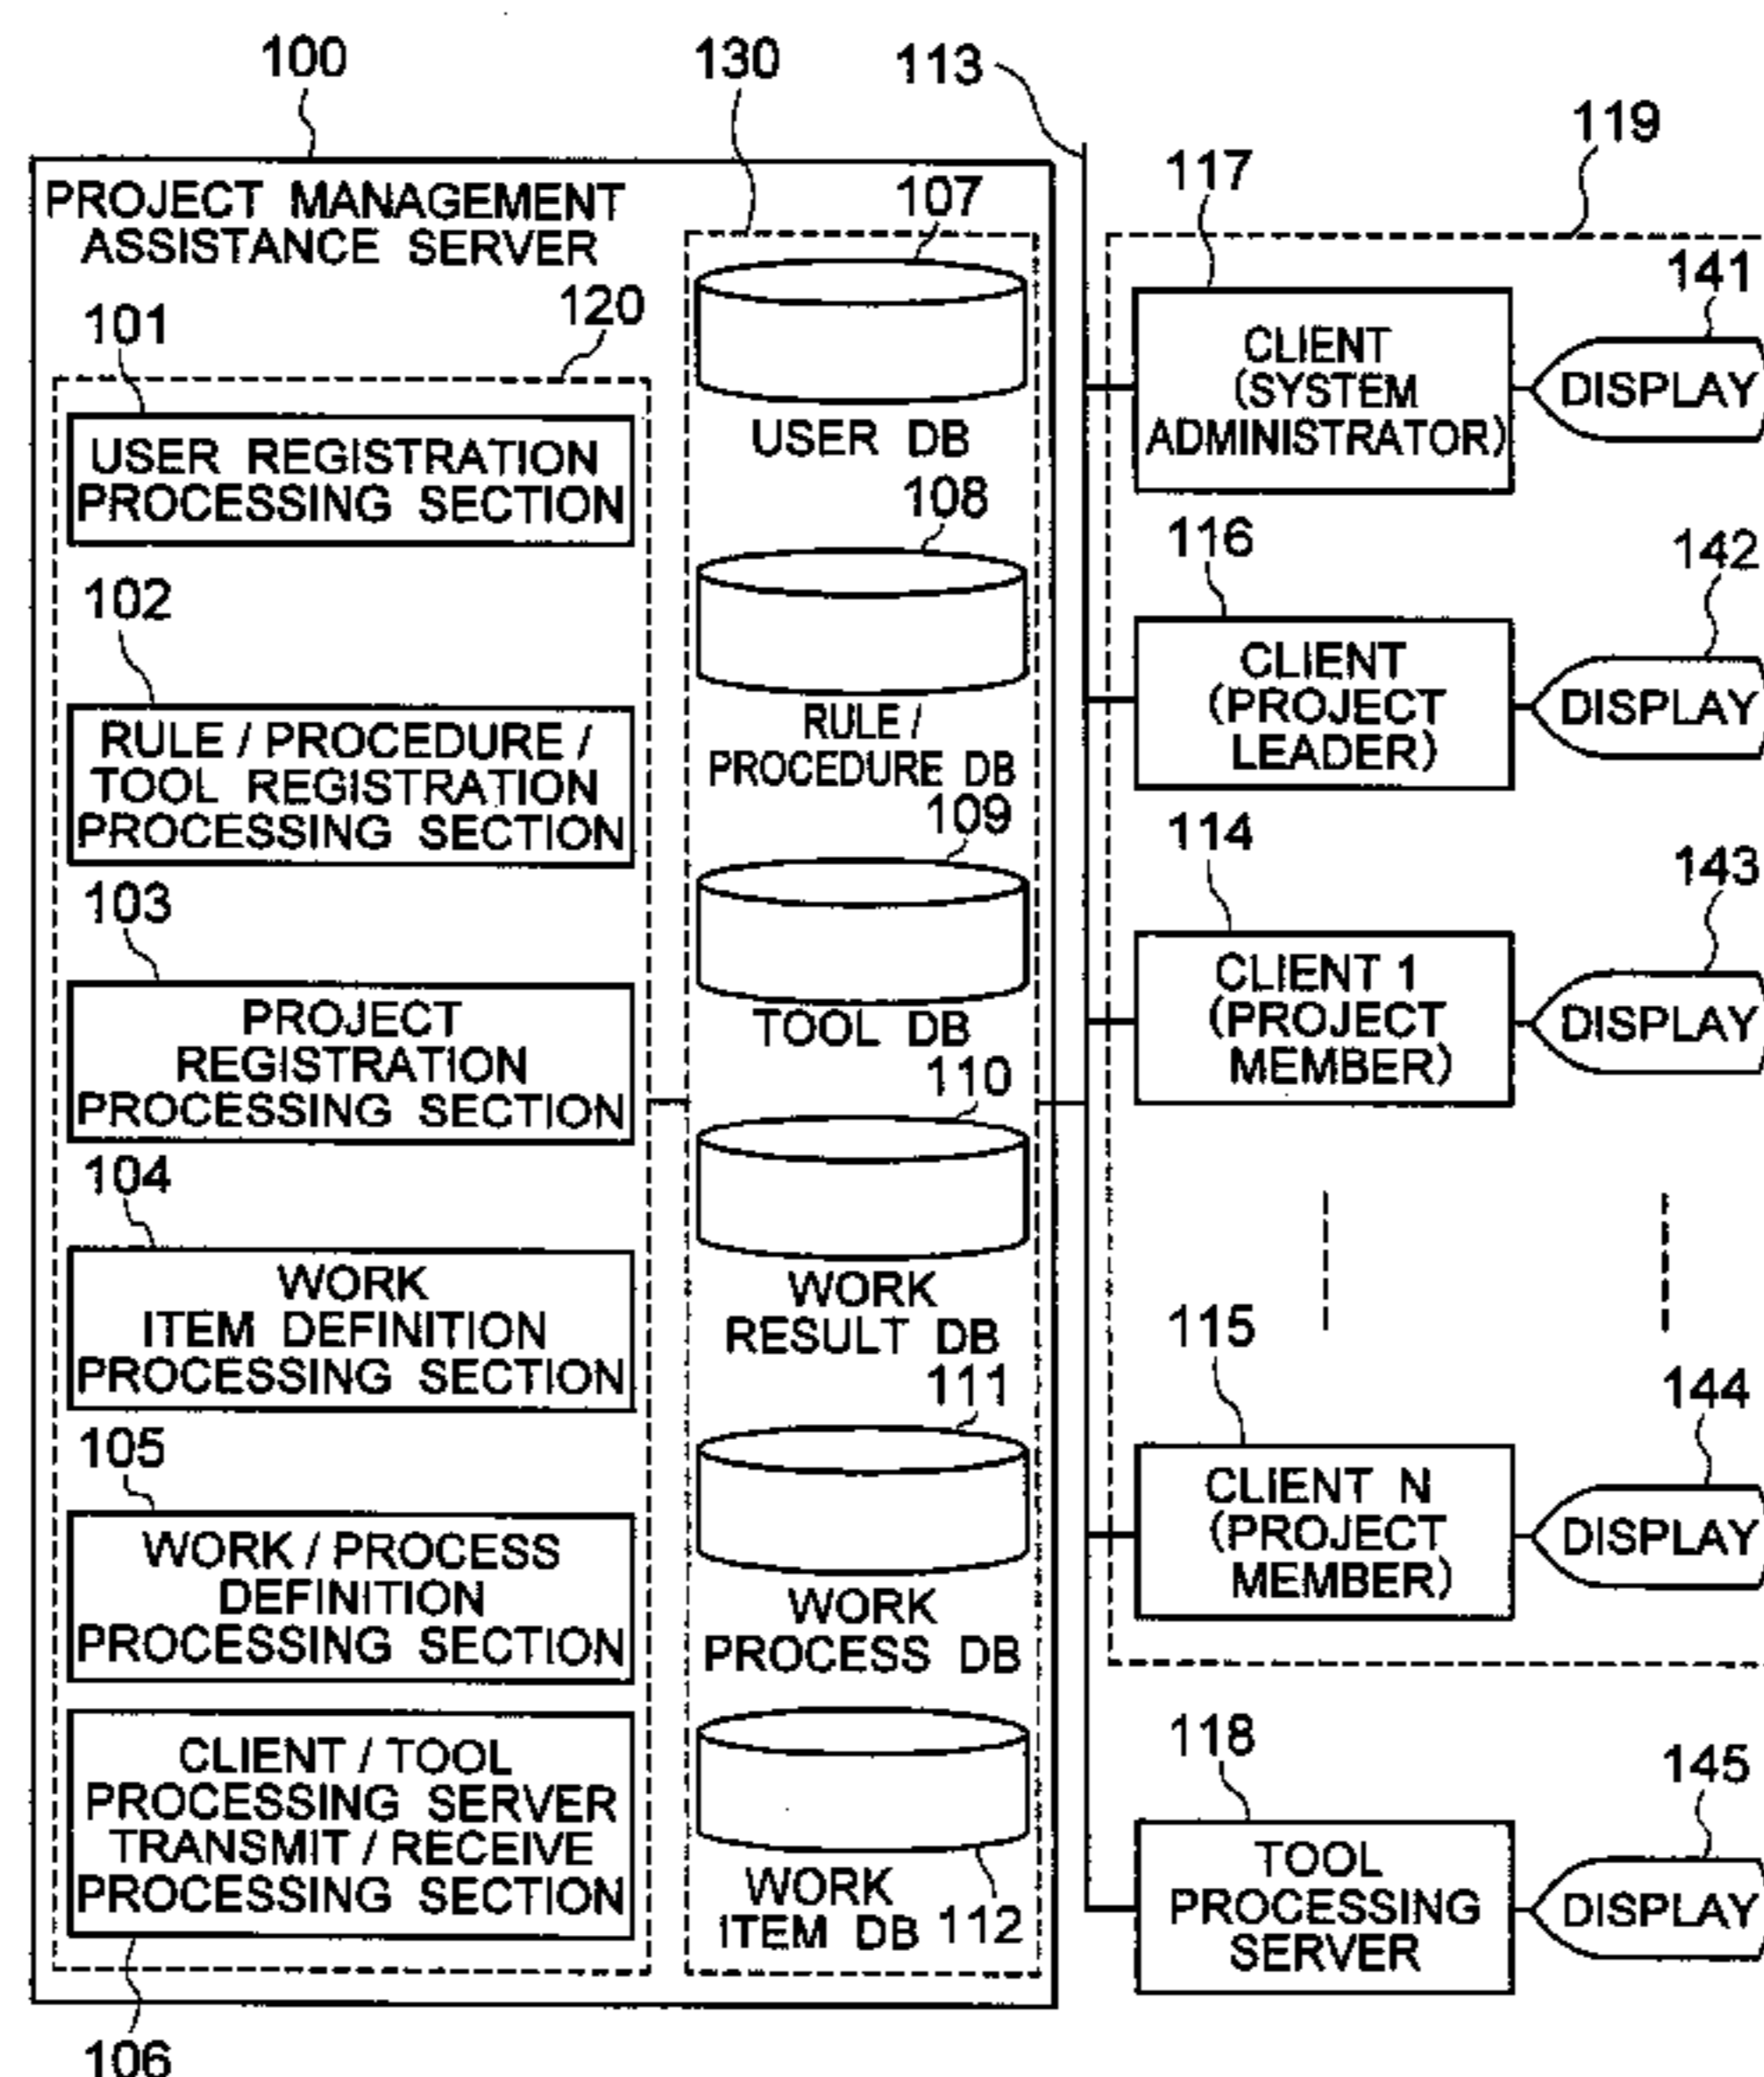 100
130
113
119
PROJECT MANAGEMENT
ASSISTANCE SERVER
120
101
USER REGISTRATION
PROCESSING SECTION
102
RULE / PROCEDURE /
TOOL REGISTRATION
PROCESSING SECTION
103
PROJECT
REGISTRATION
PROCESSING SECTION
104
WORK
ITEM DEFINITION
PROCESSING SECTION
105
WORK / PROCESS
DEFINITION
PROCESSING SECTION
CLIENT / TOOL
PROCESSING SERVER
TRANSMIT / RECEIVE
PROCESSING SECTION
106
107
USER DB
108
RULE /
PROCEDURE DB
109
TOOL DB
110
WORK
RESULT DB
111
WORK
PROCESS DB
WORK
ITEM DB
112
117
CLIENT
(SYSTEM
ADMINISTRATOR)
141
DISPLAY
116
CLIENT
(PROJECT
LEADER)
142
DISPLAY
114
CLIENT 1
(PROJECT
MEMBER)
143
DISPLAY
115
CLIENT N
(PROJECT
MEMBER)
144
DISPLAY
118
TOOL
PROCESSING
SERVER
145
DISPLAY